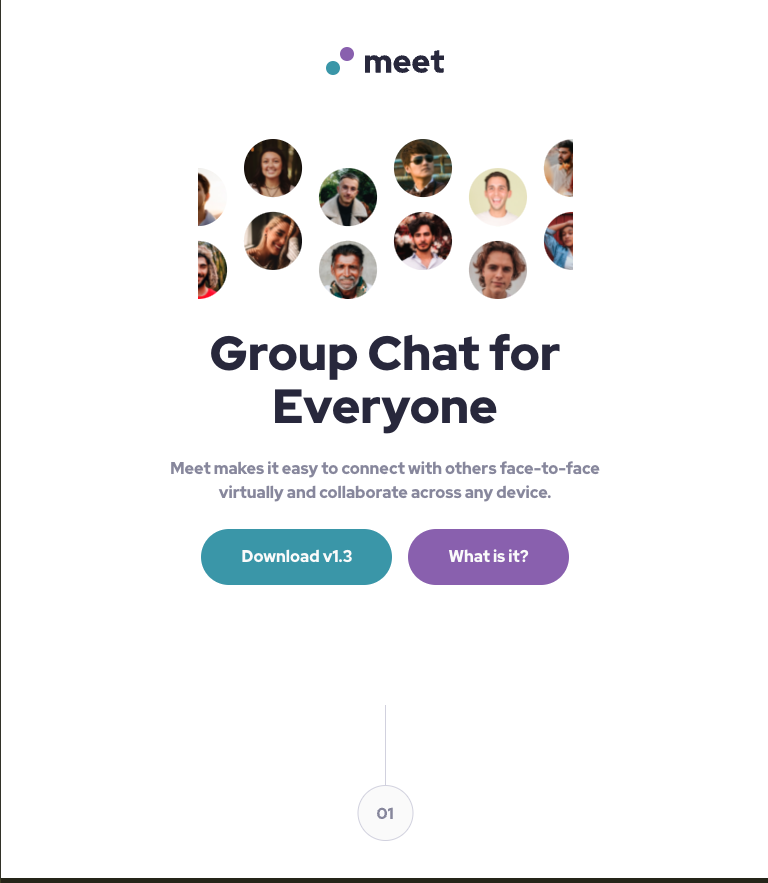 meet
Group Chat for
Everyone
Meet makes it easy to connect with others face-to-face
virtually and collaborate across any device.
Download v1.3
What is it?
01